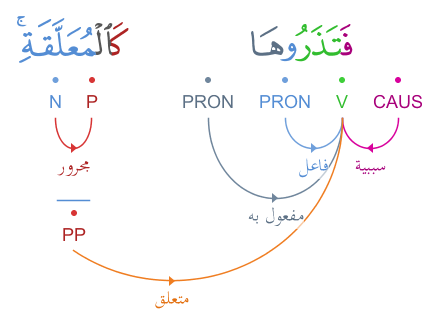 فَتَذَرُوهَا كَٱلْمُعَلَّقَةِ ۚ
CAUS V PRON PRON P N
سببية فاعل مجرور
مفعول به
PP
متعلق